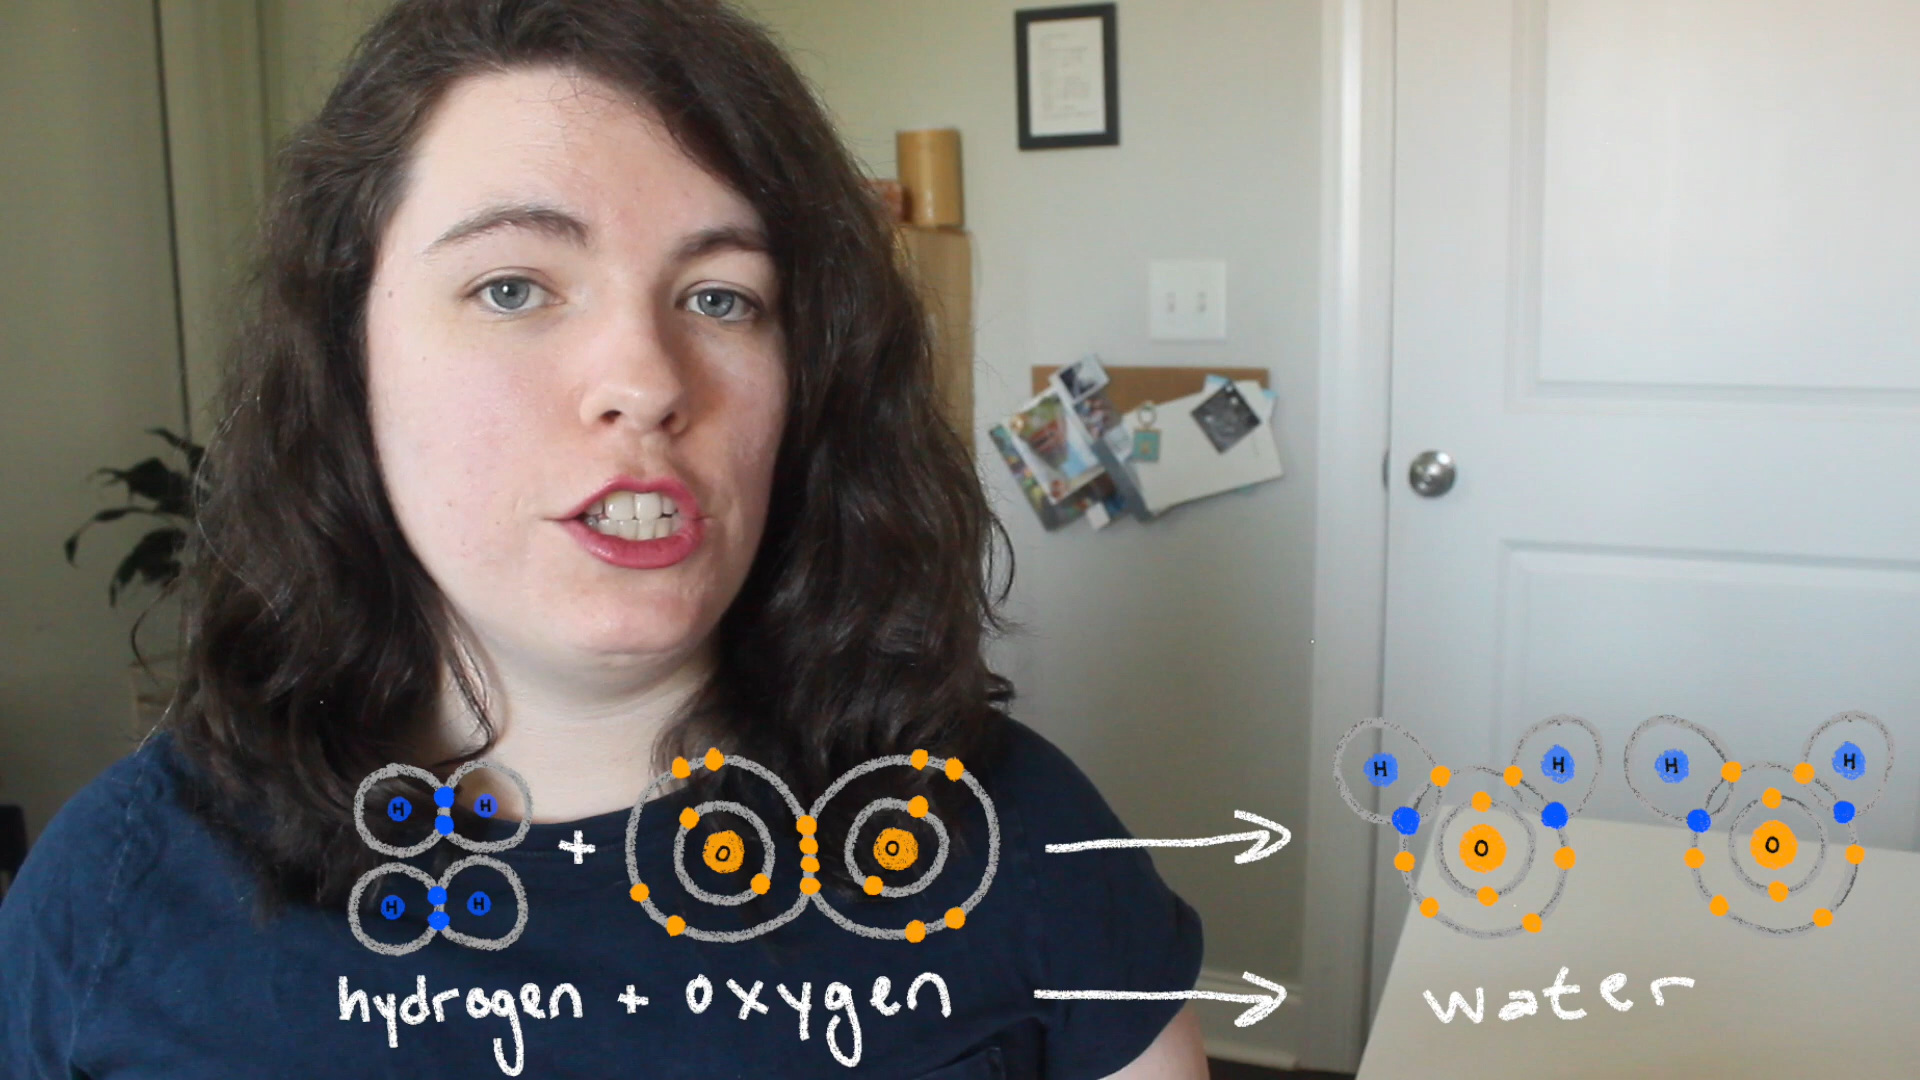 H H + O O H O H H O H
H H
hydrogen + oxygen → water